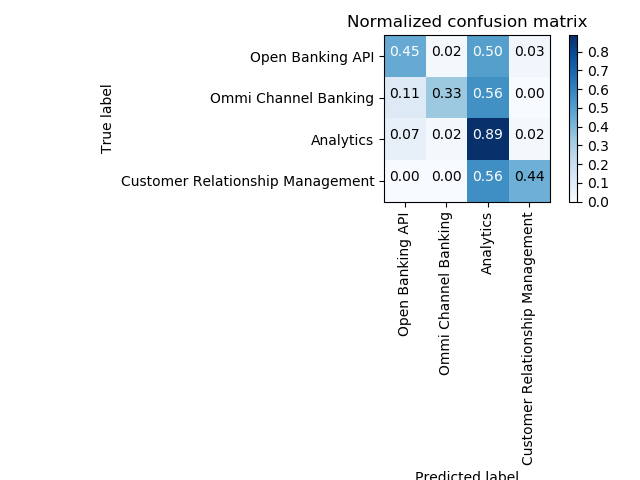 Normalized confusion matrix
True label
Open Banking API 0.45 0.02 0.50 0.03
Ommi Channel Banking 0.11 0.33 0.56 0.00
Analytics 0.07 0.02 0.89 0.02
Customer Relationship Management 0.00 0.00 0.56 0.44
Open Banking API
Ommi Channel Banking
Analytics
Customer Relationship Management
Predicted label
0.8
0.7
0.6
0.5
0.4
0.3
0.2
0.1
0.0